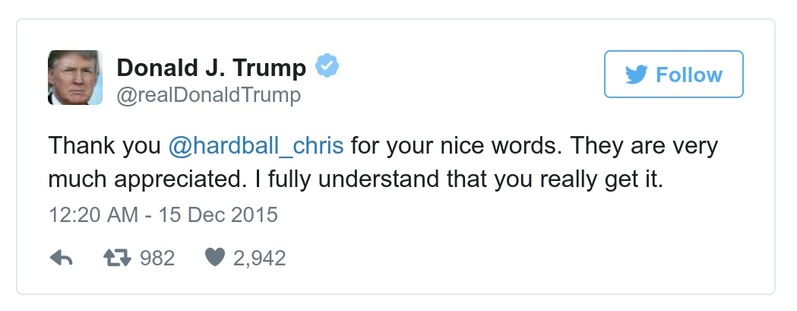 Donald J. Trump
@realDonaldTrump
Follow
Thank you @hardball_chris for your nice words. They are very
much appreciated. I fully understand that you really get it.
12:20 AM - 15 Dec 2015
982 2,942